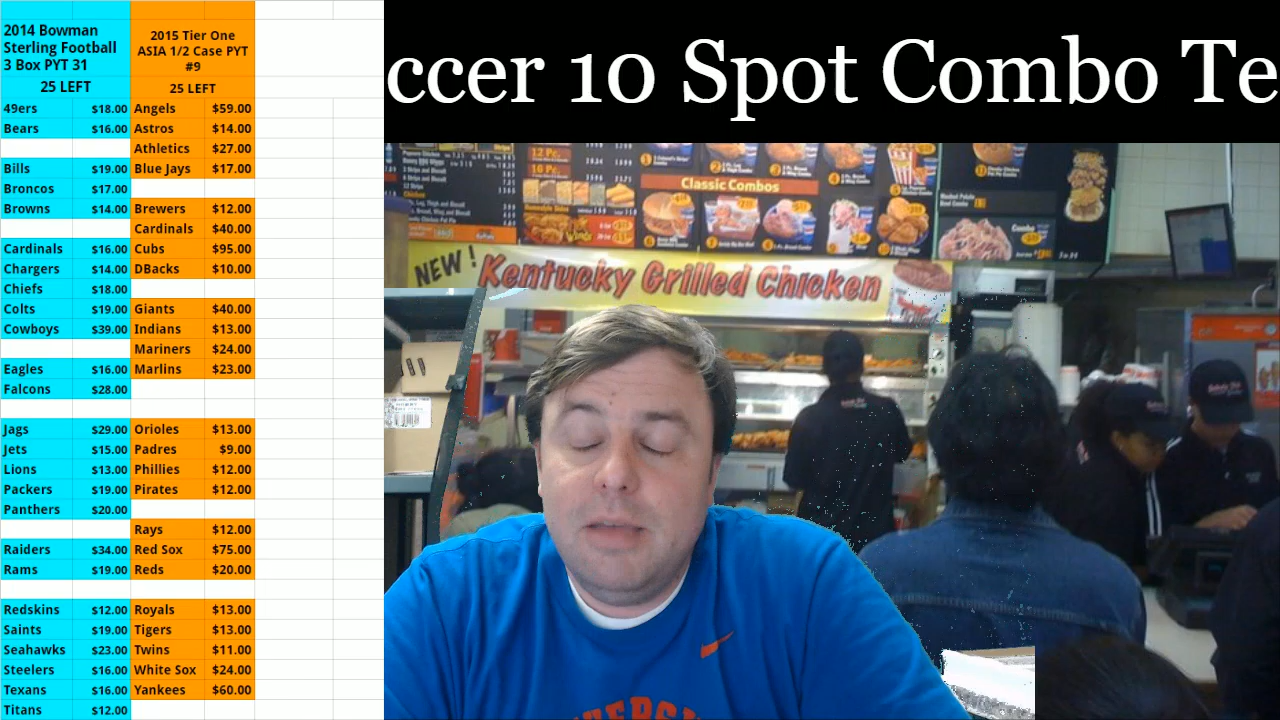 2014 Bowman
Sterling Football
3 Box PYT 31
25 LEFT
49ers $18.00
Bears $16.00
Bills $19.00
Broncos $17.00
Browns $14.00
Cardinals $16.00
Chargers $14.00
Chiefs $18.00
Colts $19.00
Cowboys $39.00
Eagles $16.00
Falcons $28.00
Jags $29.00
Jets $15.00
Lions $13.00
Packers $19.00
Panthers $20.00
Raiders $34.00
Rams $19.00
Redskins $12.00
Saints $19.00
Seahawks $23.00
Steelers $16.00
Texans $16.00
Titans $12.00
2015 Tier One
ASIA 1/2 Case PYT
#9
25 LEFT
Angels $59.00
Astros $14.00
Athletics $27.00
Blue Jays $17.00
Brewers $12.00
Cardinals $40.00
Cubs $95.00
DBacks $10.00
Giants $40.00
Indians $13.00
Mariners $24.00
Marlins $23.00
Orioles $13.00
Padres $9.00
Phillies $12.00
Pirates $12.00
Rays $12.00
Red Sox $75.00
Reds $20.00
Royals $13.00
Tigers $13.00
Twins $11.00
White Sox $24.00
Yankees $60.00
ccer 10 Spot Combo Te
12 Pc.
16 Pc.
Classic Combos
NEW! Kentucky Grilled Chicken